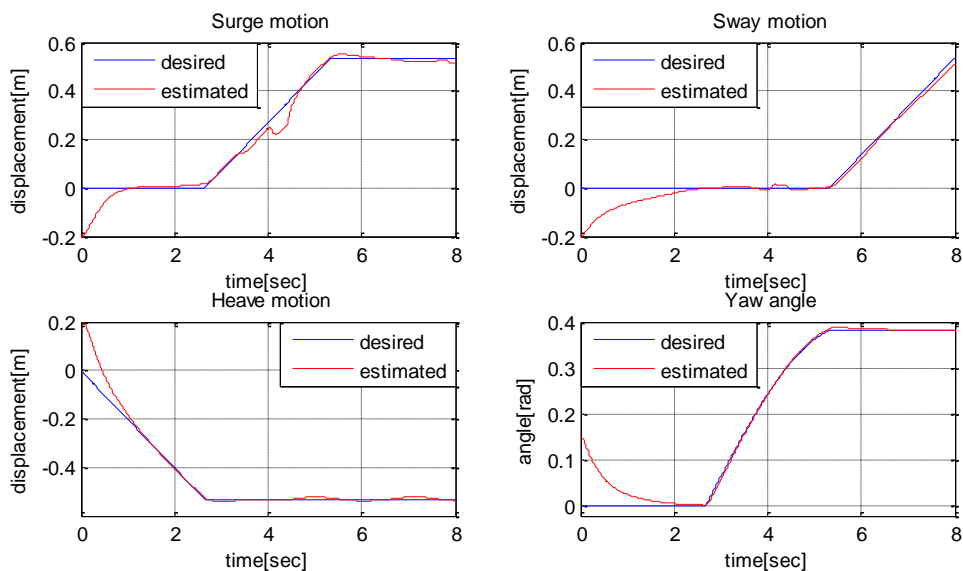 Surge motion
0.6
0.4
0.2
0
-0.2
displacement[m]
desired
estimated
0 2 4 6 8
time[sec]
Sway motion
0.6
0.4
0.2
0
-0.2
displacement[m]
desired
estimated
0 2 4 6 8
time[sec]
Heave motion
0.2
0
-0.2
-0.4
displacement[m]
desired
estimated
0 2 4 6 8
time[sec]
Yaw angle
0.4
0.3
0.2
0.1
0
angle[rad]
desired
estimated
0 2 4 6 8
time[sec]